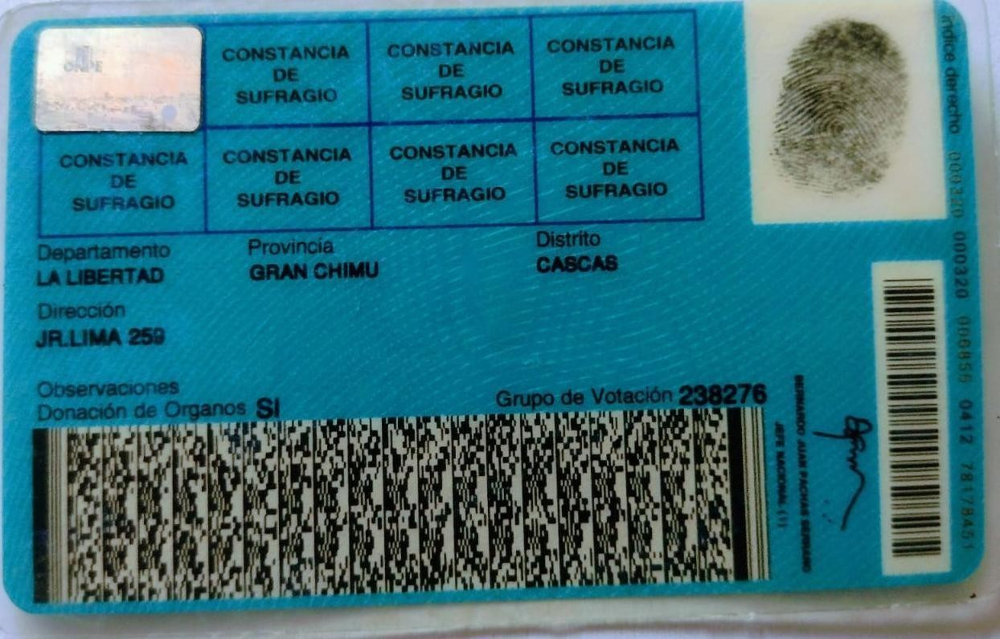 ONPE
CONSTANCIA
DE
SUFRAGIO
CONSTANCIA
DE
SUFRAGIO
CONSTANCIA
DE
SUFRAGIO
CONSTANCIA
DE
SUFRAGIO
CONSTANCIA
DE
SUFRAGIO
CONSTANCIA
DE
SUFRAGIO
CONSTANCIA
DE
SUFRAGIO
Departamento
LA LIBERTAD
Provincia
GRAN CHIMU
Distrito
CASCAS
Dirección
JR.LIMA 259
Observaciones
Donación de Organos SI
Grupo de Votación 238276
BERNARDO JUAN PACHAS SERRANO
JEFE NACIONAL
Indice derecho 000320 000320 000856 0412 78178451